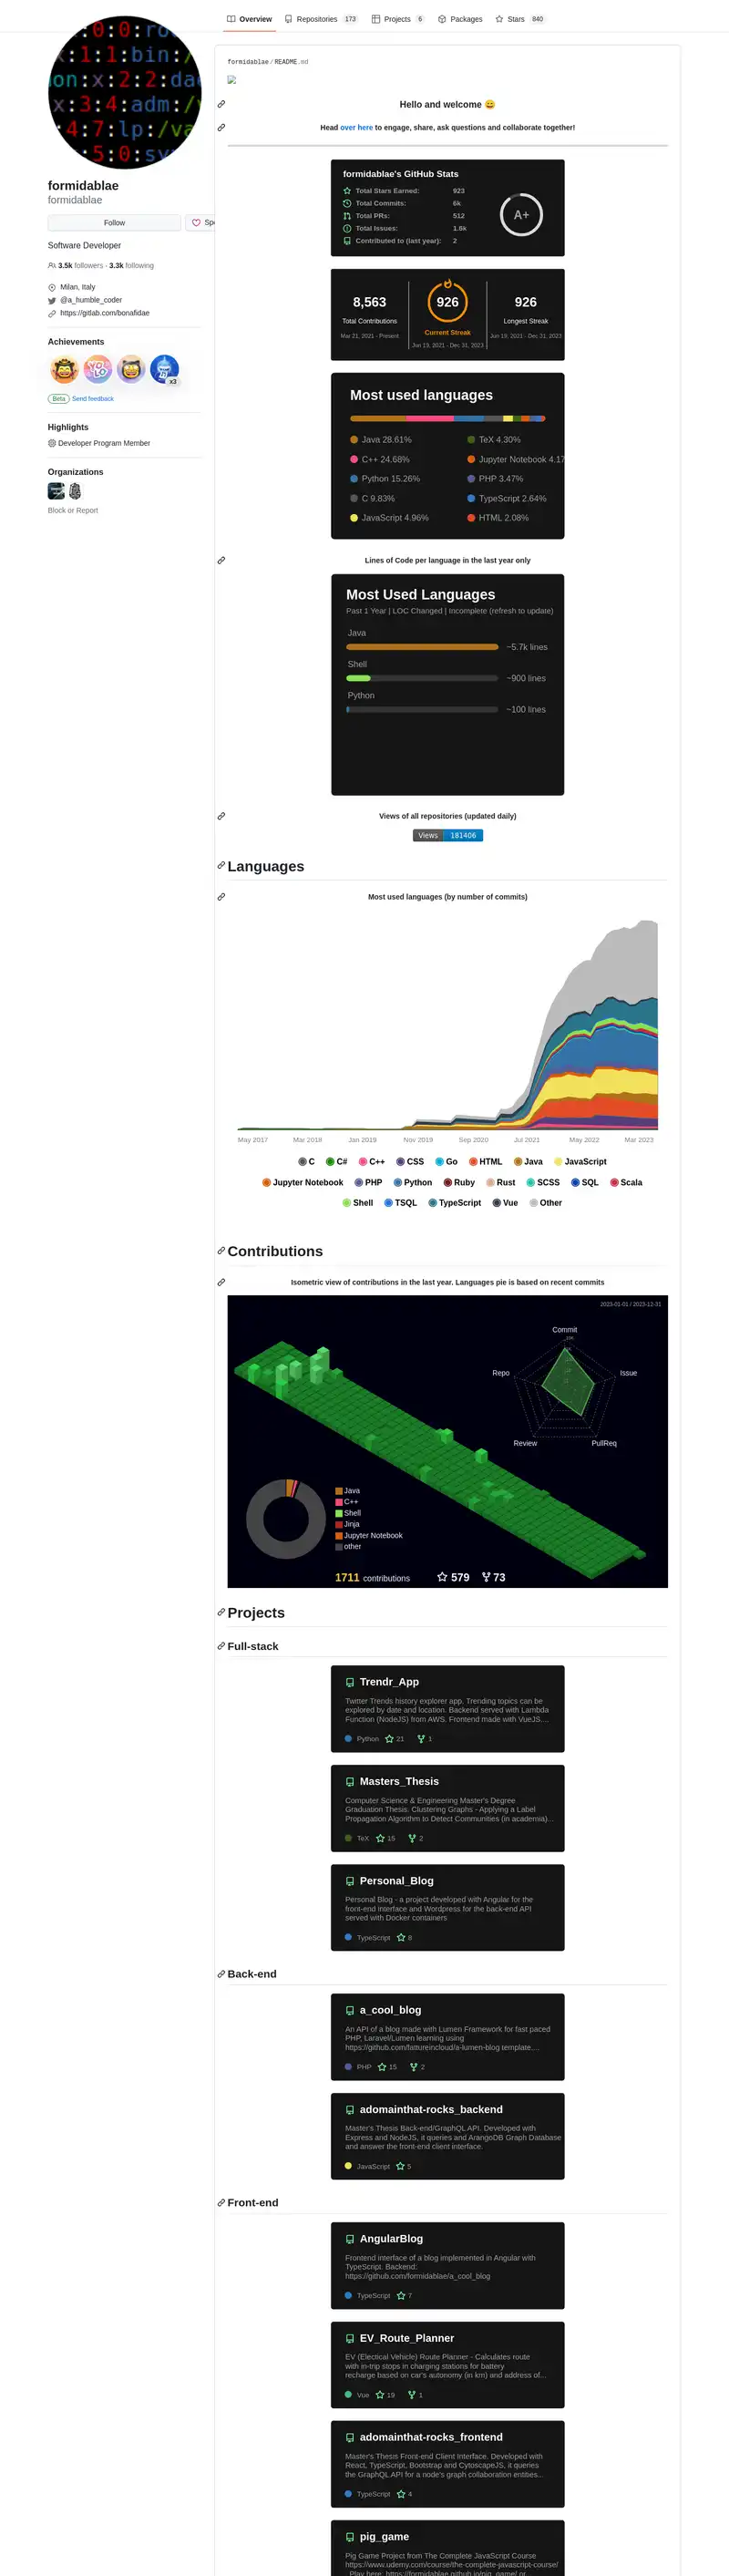 Overview Repositories 173 Projects 6 Packages Stars 840
formidablae
formidablae
Follow
Software Developer
3.5k followers · 3.3k following
Milan, Italy
@a_humble_coder
https://gitlab.com/bonafidae
Achievements
x3
Beta Send feedback
Highlights
Developer Program Member
Organizations
Block or Report
formidablae/README.md
Hello and welcome 😄
Head over here to engage, share, ask questions and collaborate together!
formidablae's GitHub Stats
Total Stars Earned: 923
Total Commits: 6k
Total PRs: 512
Total Issues: 1.8k
Contributed to (last year): 2
A+
8,563 926 926
Total Contributions Current Streak Longest Streak
Mar 21, 2021 - Present Jun 19, 2021 - Dec 31, 2023 Jun 19, 2021 - Dec 31, 2023
Most used languages
Java 28.61% TeX 4.30%
C++ 24.68% Jupyter Notebook 4.17
Python 15.26% PHP 3.47%
C 9.83% TypeScript 2.64%
JavaScript 4.96% HTML 2.08%
Lines of Code per language in the last year only
Most Used Languages
Past 1 Year | LOC Changed | Incomplete (refresh to update)
Java
~5.7k lines
Shell
~900 lines
Python
~100 lines
Views of all repositories (updated daily)
Views 181406
Languages
Most used languages (by number of commits)
May 2017 Mar 2018 Jan 2019 Nov 2019 Sep 2020 Jul 2021 May 2022 Mar 2023
C C# C++ CSS Go HTML Java JavaScript
Jupyter Notebook PHP Python Ruby Rust SCSS SQL Scala
Shell TSQL TypeScript Vue Other
Contributions
Isometric view of contributions in the last year. Languages pie is based on recent commits
2023-01-01 / 2023-12-31
Commit
Repo Issue
Review PullReq
Java
C++
Shell
Jinja
Jupyter Notebook
other
1711 contributions 579 73
Projects
Full-stack
Trendr_App
Twitter Trends history explorer app. Trending topics can be
explored by date and location. Backend served with Lambda
Function (NodeJS) from AWS. Frontend made with VueJS,...
Python 21 1
Masters_Thesis
Computer Science & Engineering Master's Degree
Graduation Thesis. Clustering Graphs - Applying a Label
Propagation Algorithm to Detect Communities (in academia)...
TeX 15 2
Personal_Blog
Personal Blog - a project developed with Angular for the
front-end Interface and Wordpress for the back-end API
served with Docker containers
TypeScript 8
Back-end
a_cool_blog
An API of a blog made with Lumen Framework for fast paced
PHP, Laravel/Lumen learning using
https://github.com/fattureincloud/a-lumen-blog template....
PHP 15 2
adomainthat-rocks_backend
Master's Thesis Back-end/GraphQL API. Developed with
Express and NodeJS, it queries and ArangoDB Graph Database
and answer the front-end client interface.
JavaScript 5
Front-end
AngularBlog
Frontend interface of a blog implemented in Angular with
TypeScript. Backend:
https://github.com/formidablae/a_cool_blog
TypeScript 7
EV_Route_Planner
EV (Electical Vehicle) Route Planner - Calculates route
with in-trip stops in charging stations for battery
recharge based on car's autonomy (in km) and address of...
Vue 19 1
adomainthat-rocks_frontend
Master's Thesis Front-end Client Interface. Developed with
React, TypeScript, Bootstrap and CytoscapeJS, it queries
the GraphQL API for a node's graph collaboration entities...
TypeScript 4
pig_game
Pig Game Project from The Complete JavaScript Course
https://www.udemy.com/course/the-complete-javascript-course/
. Play here: https://formidablae.github.io/pig_game/ or